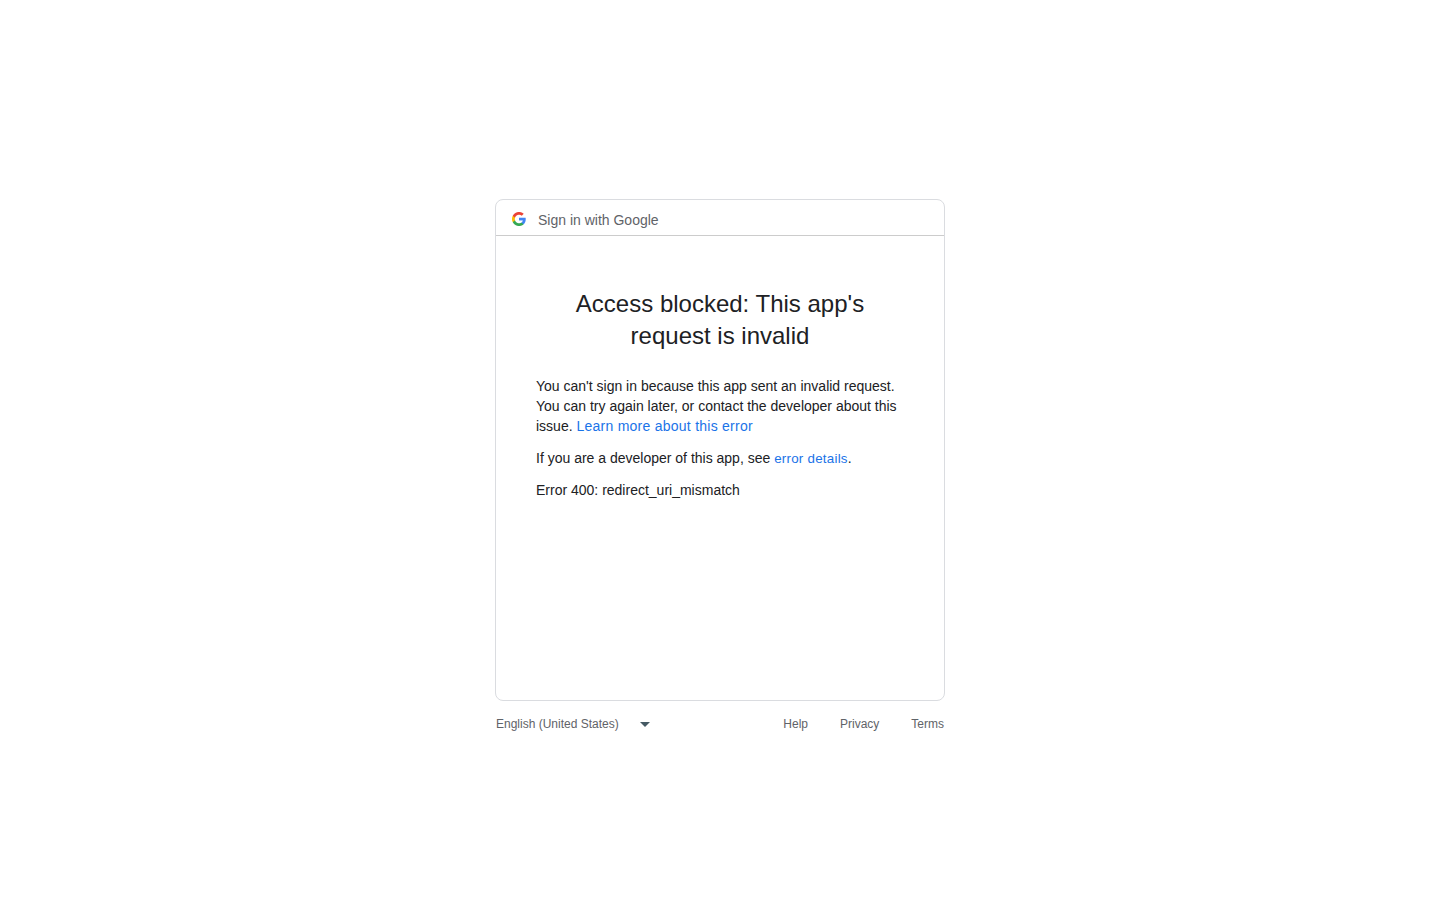 Sign in with Google
Access blocked: This app's
request is invalid
You can't sign in because this app sent an invalid request.
You can try again later, or contact the developer about this
issue. Learn more about this error
If you are a developer of this app, see error details.
Error 400: redirect_uri_mismatch
English (United States)
Help Privacy Terms